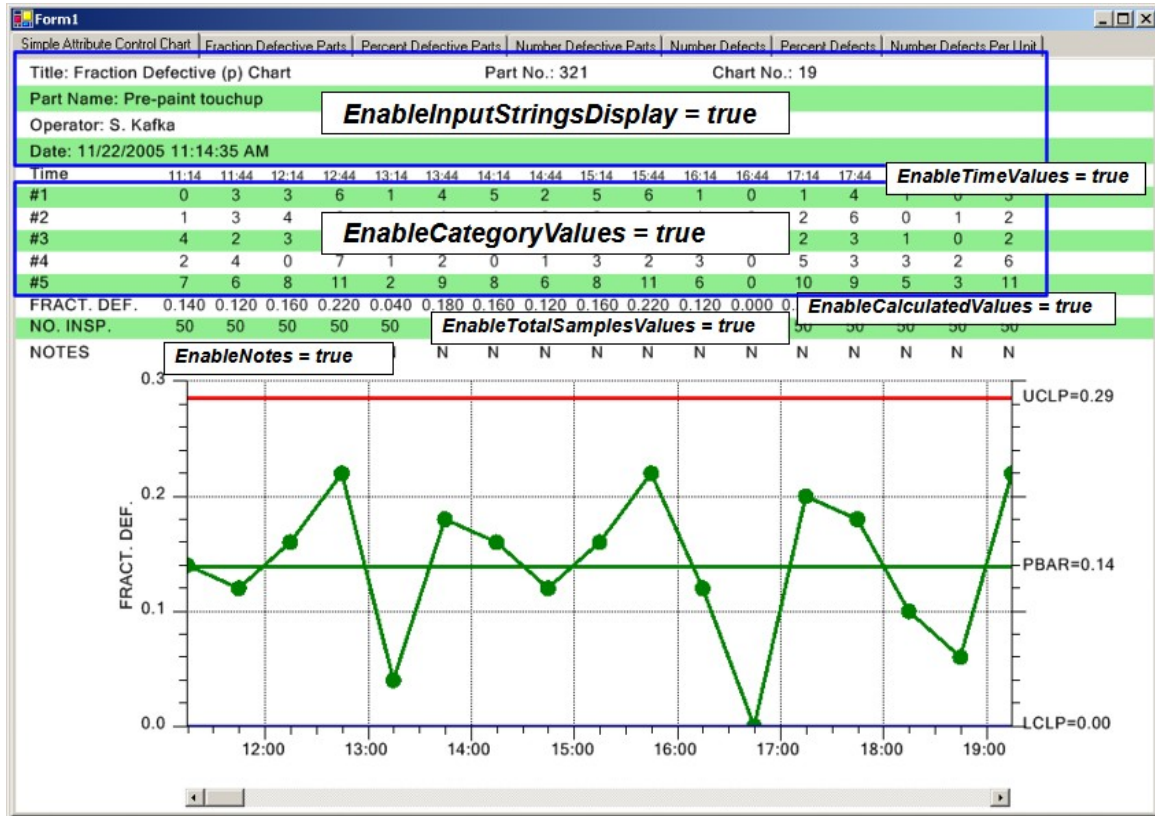 Form1
Simple Attribute Control Chart Fraction Defective Parts Percent Defective Parts Number Defective Parts Number Defects Percent Defects Number Defects Per Unit
Title: Fraction Defective (p) Chart Part No.: 321 Chart No.: 19
Part Name: Pre-paint touchup
EnableInputStringsDisplay = true
Operator: S. Kafka
Date: 11/22/2005 11:14:35 AM
Time 11:14 11:44 12:14 12:44 13:14 13:44 14:14 14:44 15:14 15:44 16:14 16:44 17:14 17:44
EnableTimeValues = true
#1 0 3 3 6 1 4 5 2 5 6 1 0 1 4
#2 1 3 4 2 6 0 1 2
EnableCategoryValues = true
#3 4 2 3 2 3 1 0 2
#4 2 4 0 7 1 2 0 1 3 2 3 0 5 3 3 2 6
#5 7 6 8 11 2 9 8 6 8 11 6 0 10 9 5 3 11
FRACT. DEF. 0.140 0.120 0.160 0.220 0.040 0.180 0.160 0.120 0.160 0.220 0.120 0.000
EnableCalculatedValues = true
NO. INSP. 50 50 50 50 50 50 50 50 50 50
EnableTotalSamplesValues = true
NOTES N N N N N N N N N N N N
EnableNotes = true
0.3
UCLP=0.29
0.2
FRACT. DEF.
PBAR=0.14
0.1
0.0
LCLP=0.00
12:00 13:00 14:00 15:00 16:00 17:00 18:00 19:00